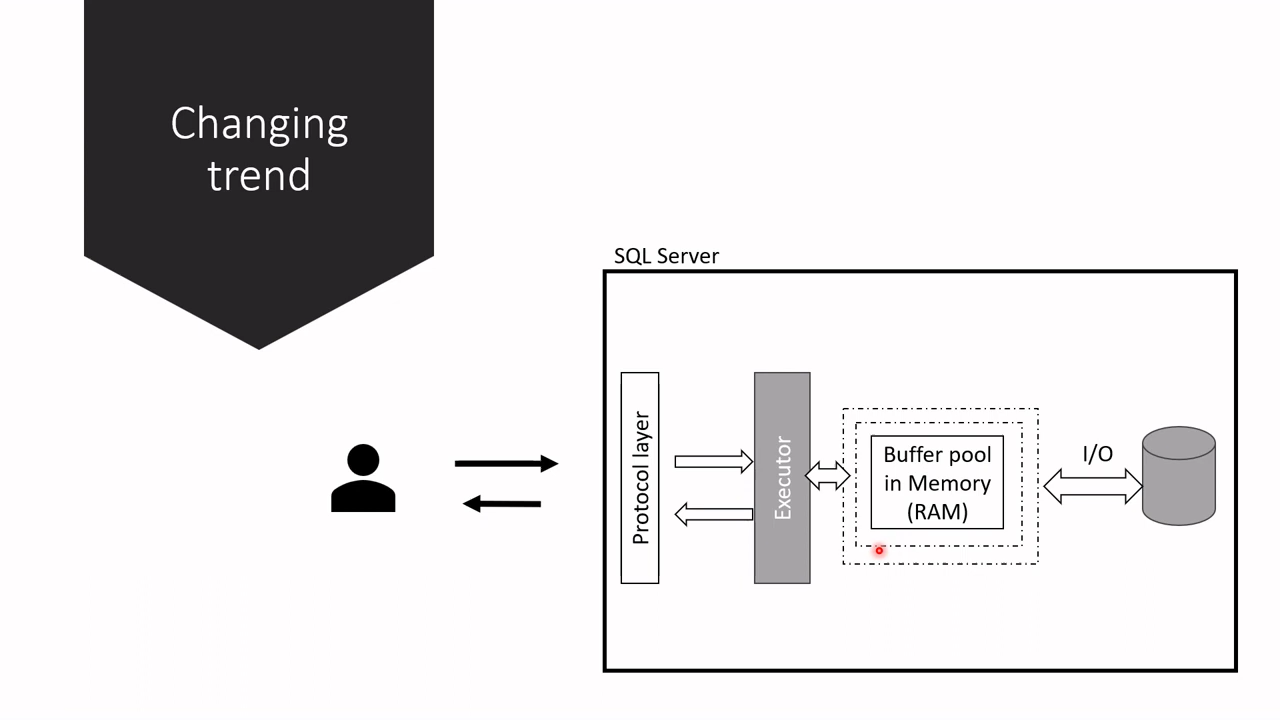 Changing
trend
SQL Server
Protocol layer
Executor
Buffer pool
in Memory
(RAM)
I/O